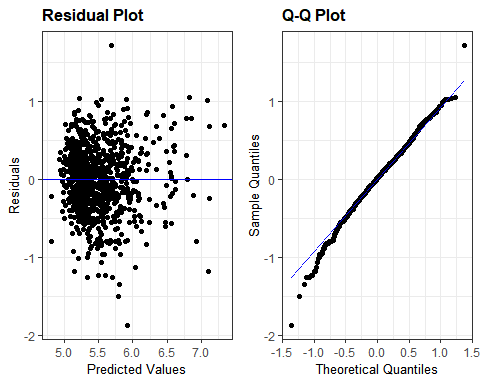 Residual Plot
Residuals
1
0
-1
-2
5.0 5.5 6.0 6.5 7.0
Predicted Values
Q-Q Plot
Sample Quantiles
1
0
-1
-2
-1.5 -1.0 -0.5 0.0 0.5 1.0 1.5
Theoretical Quantiles